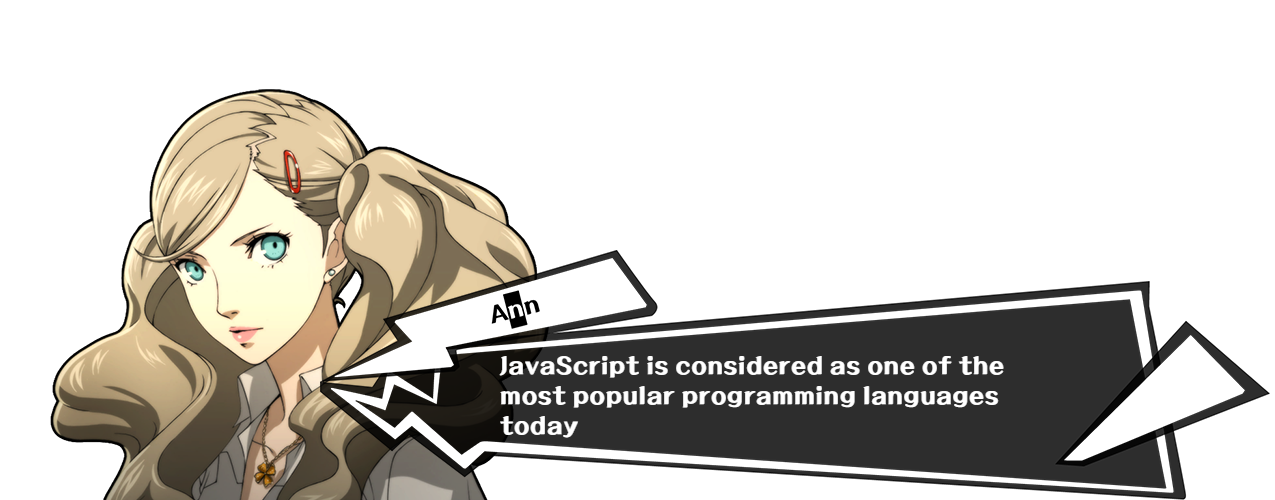 Ann
JavaScript is considered as one of the
most popular programming languages
today